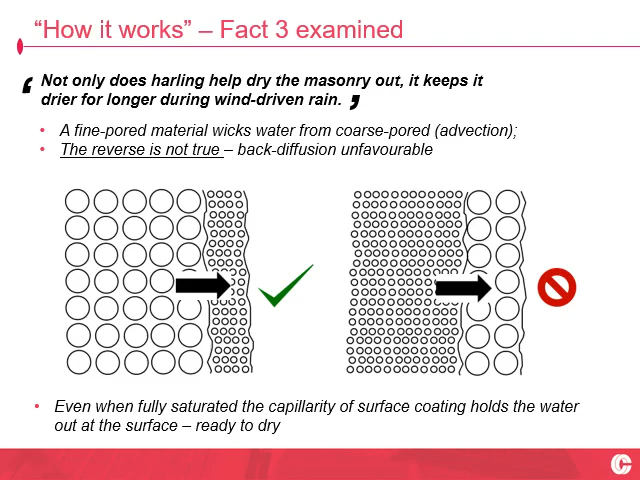 “How it works” – Fact 3 examined
‘Not only does harling help dry the masonry out, it keeps it
drier for longer during wind-driven rain.’
• A fine-pored material wicks water from coarse-pored (advection);
• The reverse is not true – back-diffusion unfavourable
• Even when fully saturated the capillarity of surface coating holds the water
out at the surface – ready to dry